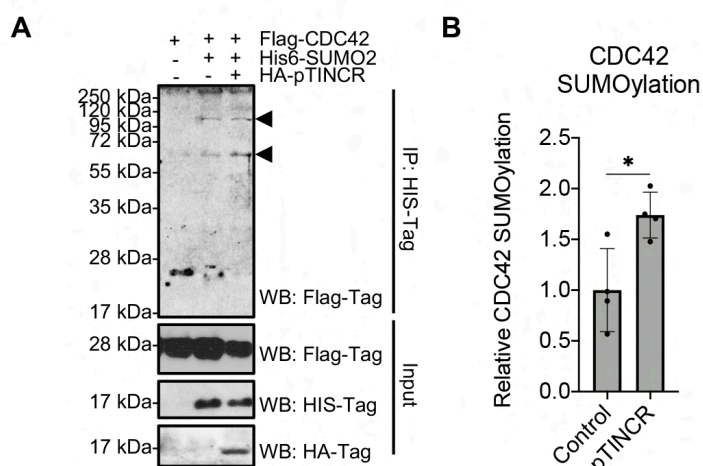 A
+ + + Flag-CDC42
- + + His6-SUMO2
- - + HA-pTINCR
250 kDa-
120 kDa-
95 kDa-
72 kDa-
55 kDa-
35 kDa-
28 kDa-
17 kDa-
WB: Flag-Tag
IP: HIS-Tag
28 kDa-
WB: Flag-Tag
17 kDa-
WB: HIS-Tag
17 kDa-
WB: HA-Tag
Input
B
CDC42
SUMOylation
Relative CDC42 SUMOylation
2.5
2.0
1.5
1.0
0.5
0.0
*
Control
pTINCR